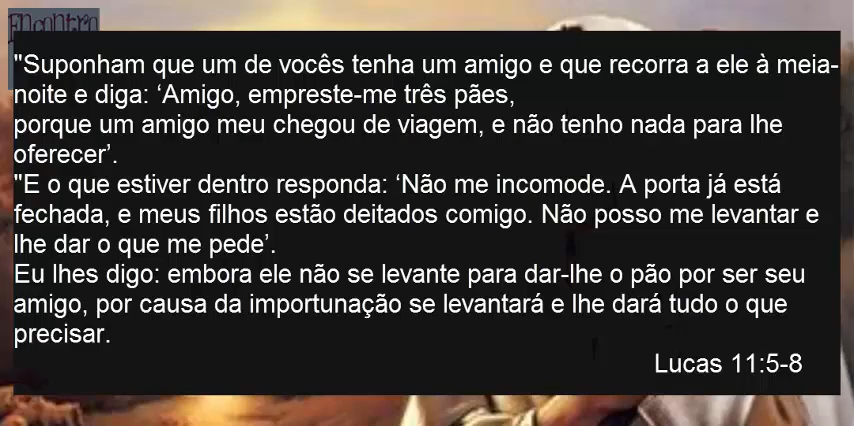 Encontro
"Suponham que um de vocês tenha um amigo e que recorra a ele à meia-
noite e diga: ‘Amigo, empreste-me três pães,
porque um amigo meu chegou de viagem, e não tenho nada para lhe
oferecer’.
"E o que estiver dentro responda: ‘Não me incomode. A porta já está
fechada, e meus filhos estão deitados comigo. Não posso me levantar e
lhe dar o que me pede’.
Eu lhes digo: embora ele não se levante para dar-lhe o pão por ser seu
amigo, por causa da importunação se levantará e lhe dará tudo o que
precisar.
Lucas 11:5-8